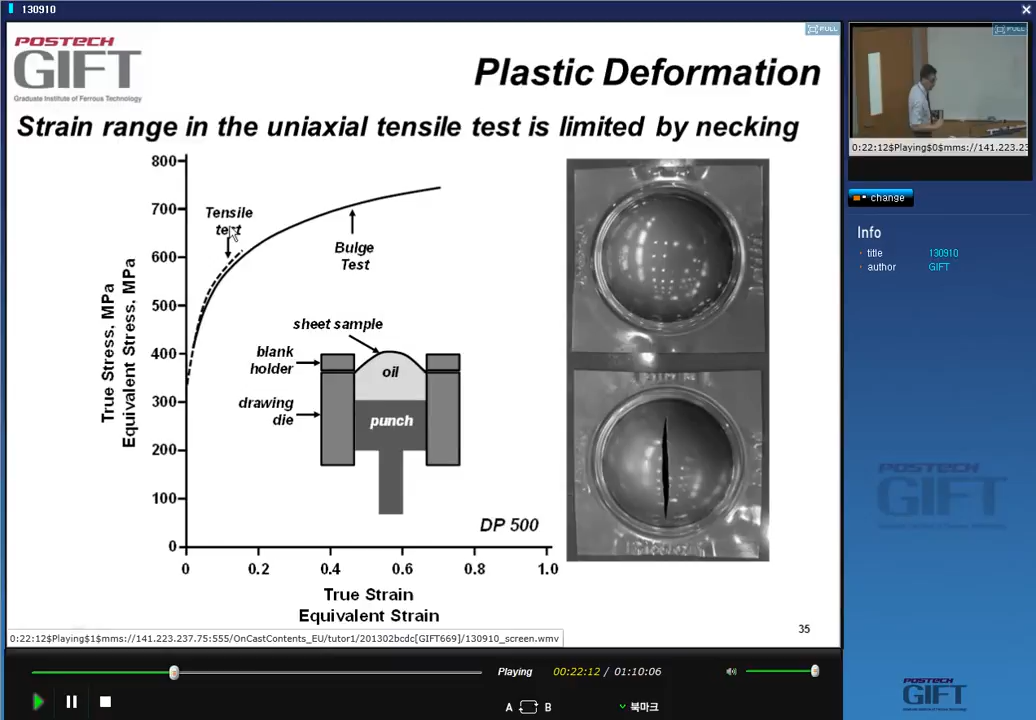 130910
POSTECH
GIFT
Graduate Institute of Ferrous Technology
FULL
Plastic Deformation
Strain range in the uniaxial tensile test is limited by necking
800
700
600
500
400
300
200
100
0
True Stress, MPa
Equivalent Stress, MPa
Tensile
test
Bulge
Test
sheet sample
blank
holder
oil
drawing
die
punch
DP 500
0
0.2
0.4
0.6
0.8
1.0
True Strain
Equivalent Strain
35
0:22:12$Playing$1$mms://141.223.237.75:555/OnCastContents_EU/tutor1/201302bcdc[GIFT669]/130910_screen.wmv
FULL
0:22:12$Playing$0$mms://141.223.23
change
Info
title 130910
author GIFT
POSTECH
GIFT
Playing 00:22:12 / 01:10:06
A B 북마크
POSTECH
GIFT